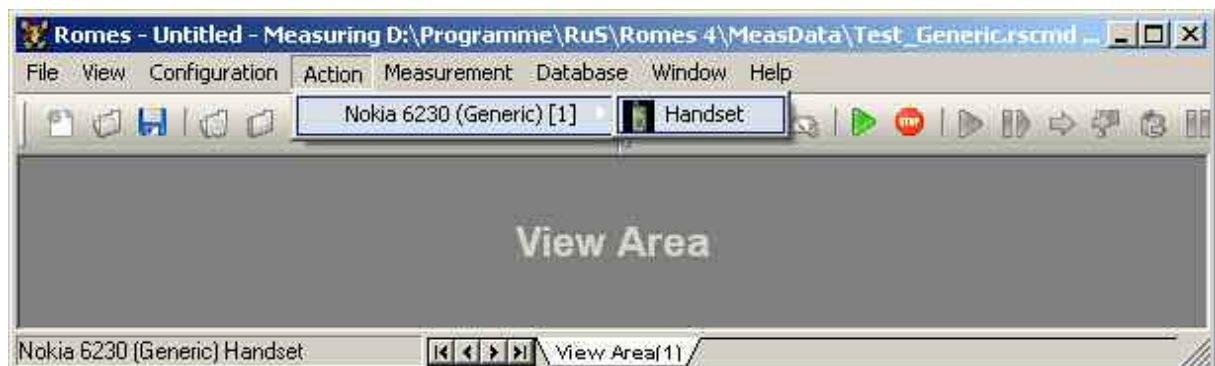 Romes - Untitled - Measuring D:\Programme\RuS\Romes 4\MeasData\Test_Generic.rscmd ...
File View Configuration Action Measurement Database Window Help
Nokia 6230 (Generic) [1] Handset
STOP
View Area
Nokia 6230 (Generic) Handset View Area(1)